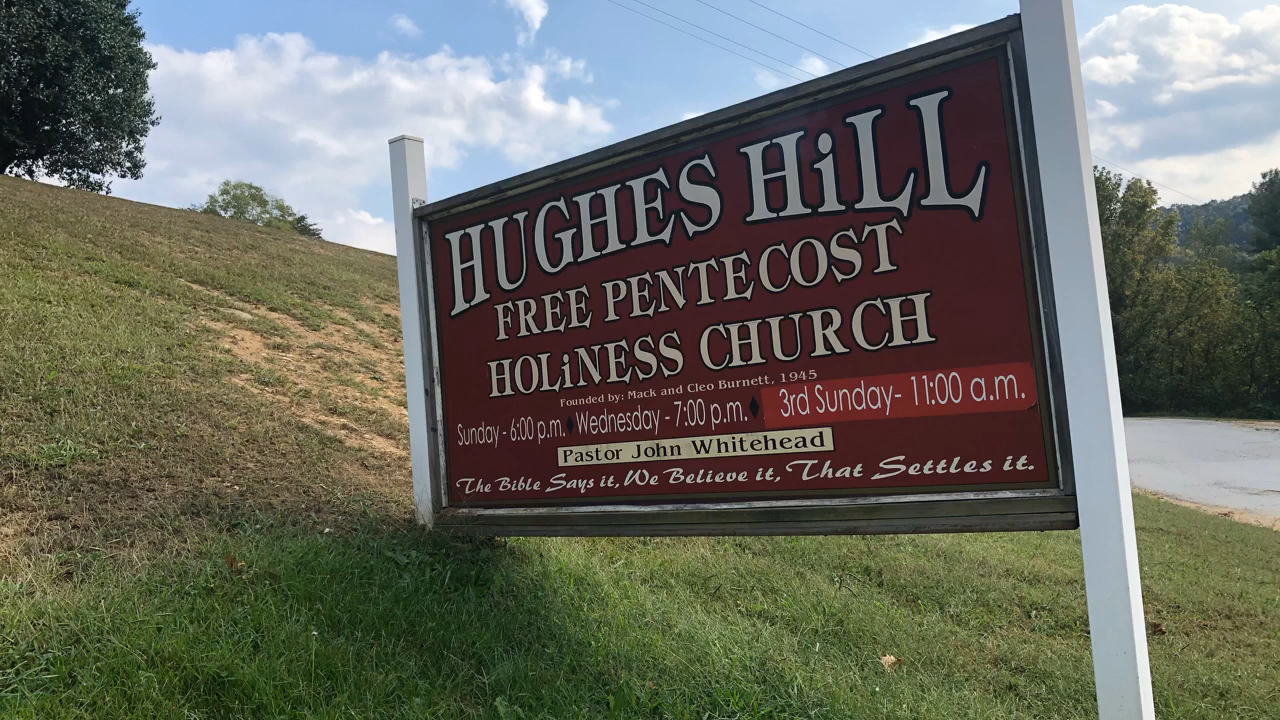 HUGHES HiLL
FREE PENTECOST
HOLiNESS CHURCH
Founded by: Mack and Cleo Burnett, 1945
Sunday - 6:00 p.m. ♦ Wednesday - 7:00 p.m. ♦ 3rd Sunday - 11:00 a.m.
Pastor John Whitehead
The Bible Says it, We Believe it, That Settles it.